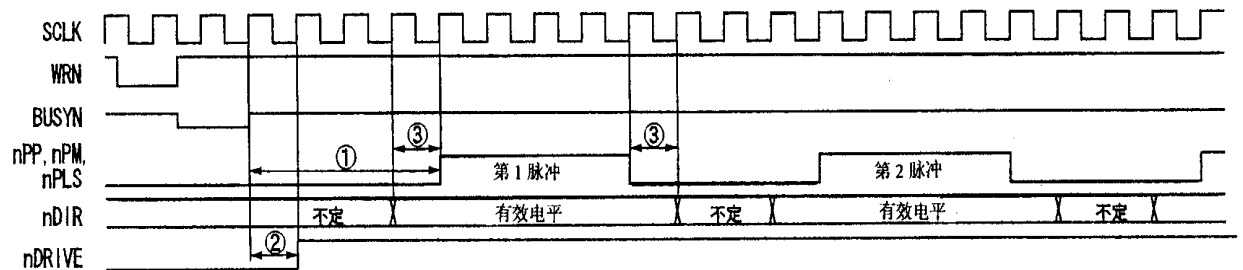 SCLK
WRN
BUSYN
③ ③
nPP, nPM,
nPLS
① 第1脉冲 第2脉冲
nDIR 不定 有效电平 不定 有效电平 不定
②
nDRIVE